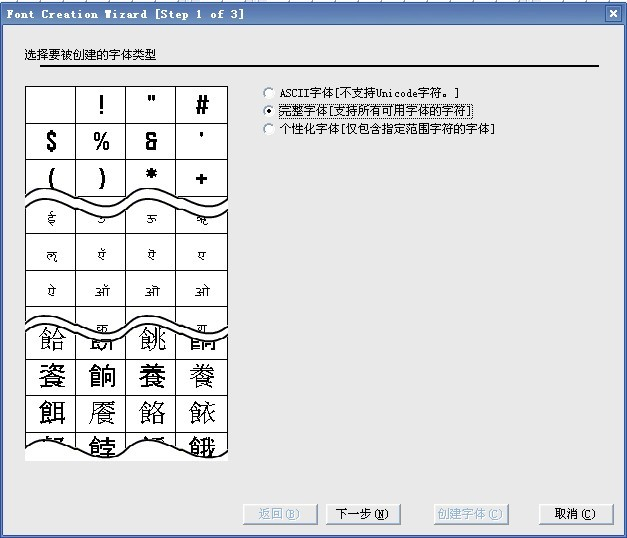 Font Creation Wizard [Step 1 of 3]
选择要被创建的字体类型
ASCII字体[不支持Unicode字符。]
完整字体[支持所有可用字体的字符]
个性化字体[仅包含指定范围字符的字体]
! " #
$ % & '
( ) * +
ई ऊ
ऌ ऍ ऎ ए
ऐ ऑ ऒ ओ
餄 餅 餆 餉
餈 餉 養 飬
餌 餍 餎 餏
餑 餓
返回(B) 下一步(N) 创建字体(C) 取消(C)